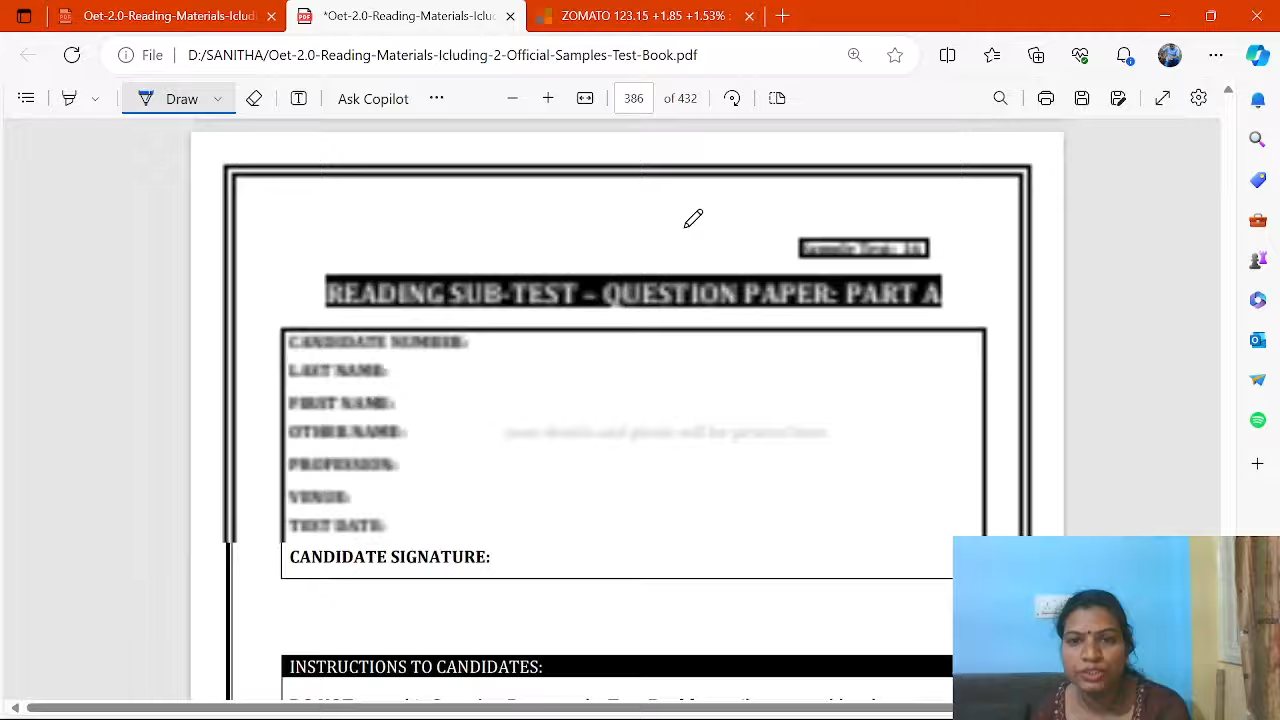 Oet-2.0-Reading-Materials-Icludi
*Oet-2.0-Reading-Materials-Icluc
ZOMATO 123.15 +1.85 +1.53%
File
D:/SANITHA/Oet-2.0-Reading-Materials-Icluding-2-Official-Samples-Test-Book.pdf
Draw
Ask Copilot
386 of 432
READING SUB-TEST – QUESTION PAPER: PART A
CANDIDATE NUMBER:
LAST NAME:
FIRST NAME:
OTHER NAME:
PROFESSION:
VENUE:
TEST DATE:
CANDIDATE SIGNATURE:
INSTRUCTIONS TO CANDIDATES: